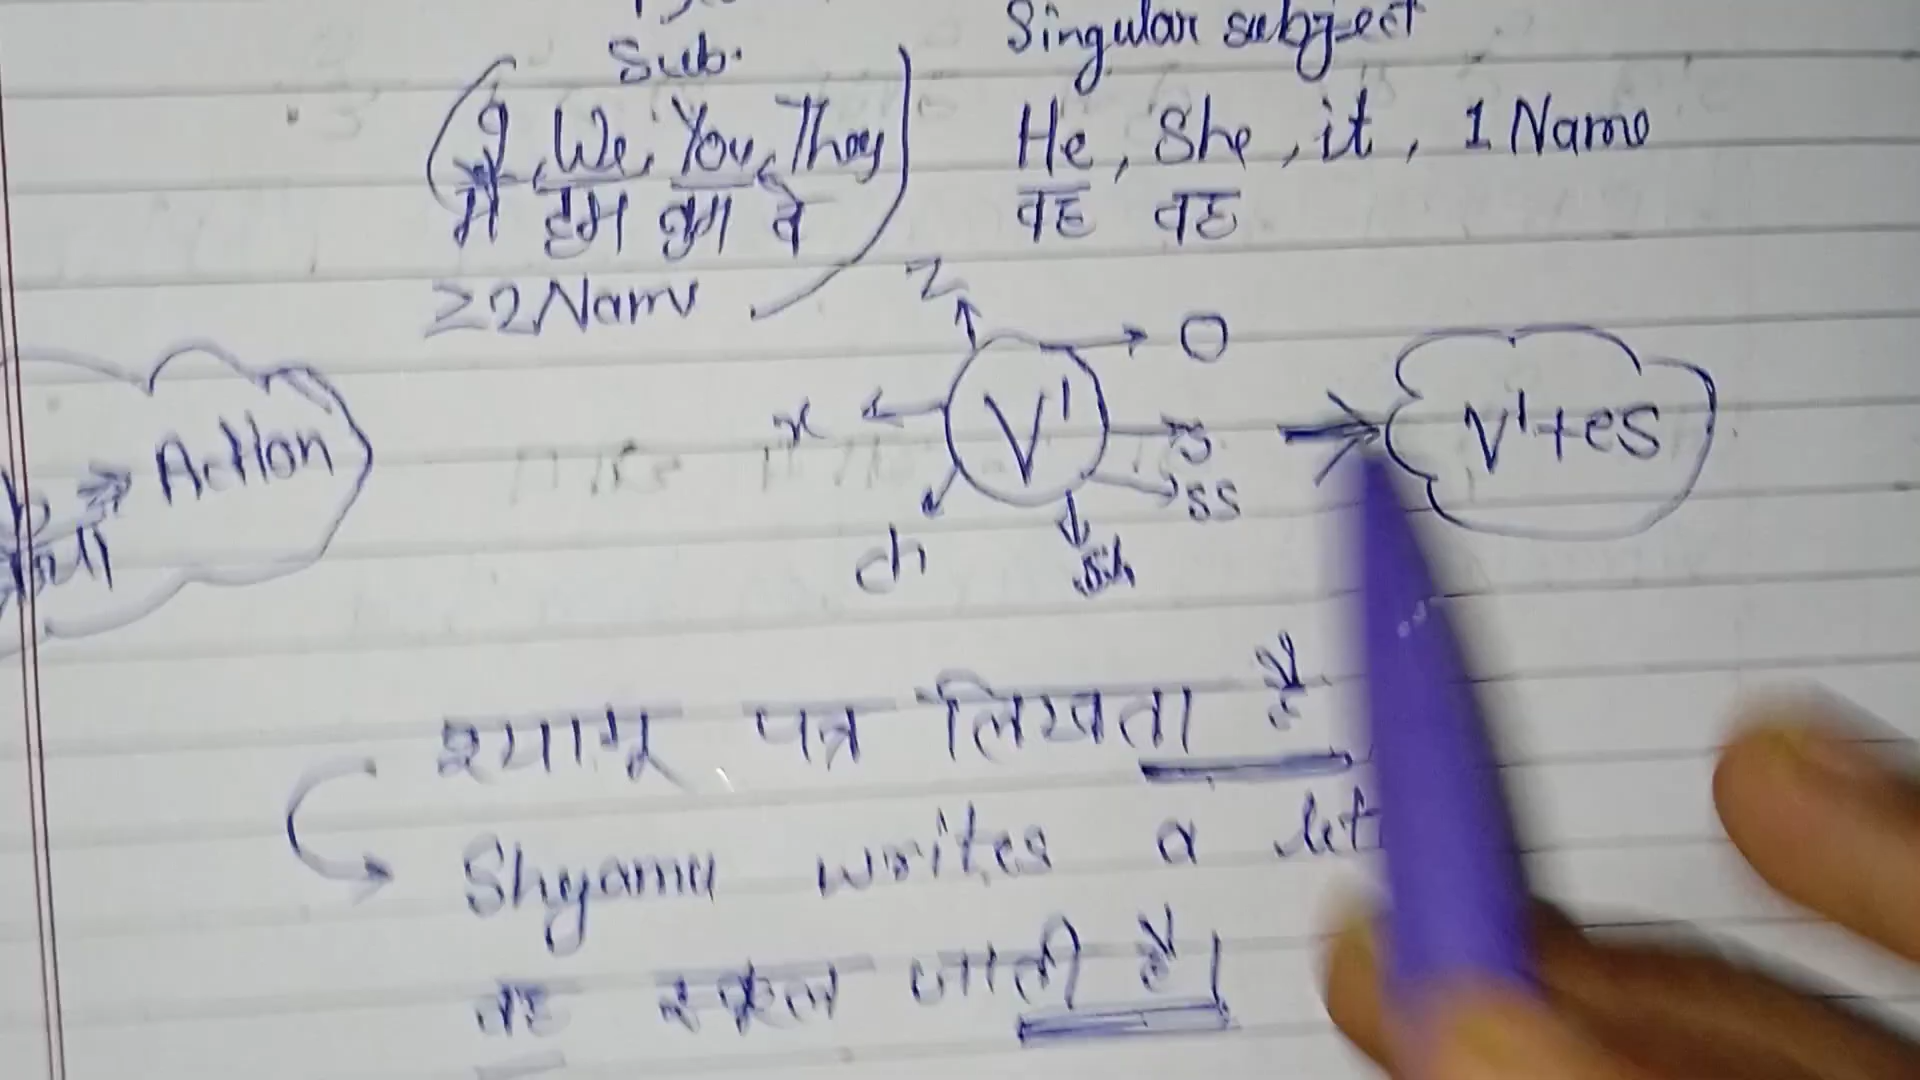 Singular subject
Sub.
I, We, You, They
He, She, it, 1 Name
मैं हम तुम वे
वह वह
≥2 Name
z
o
x
V¹
s
ss
V¹+es
Action
ch
sh
श्यामू पत्र लिखता है
Shyamu writes a let
वह स्कूल जाती है।